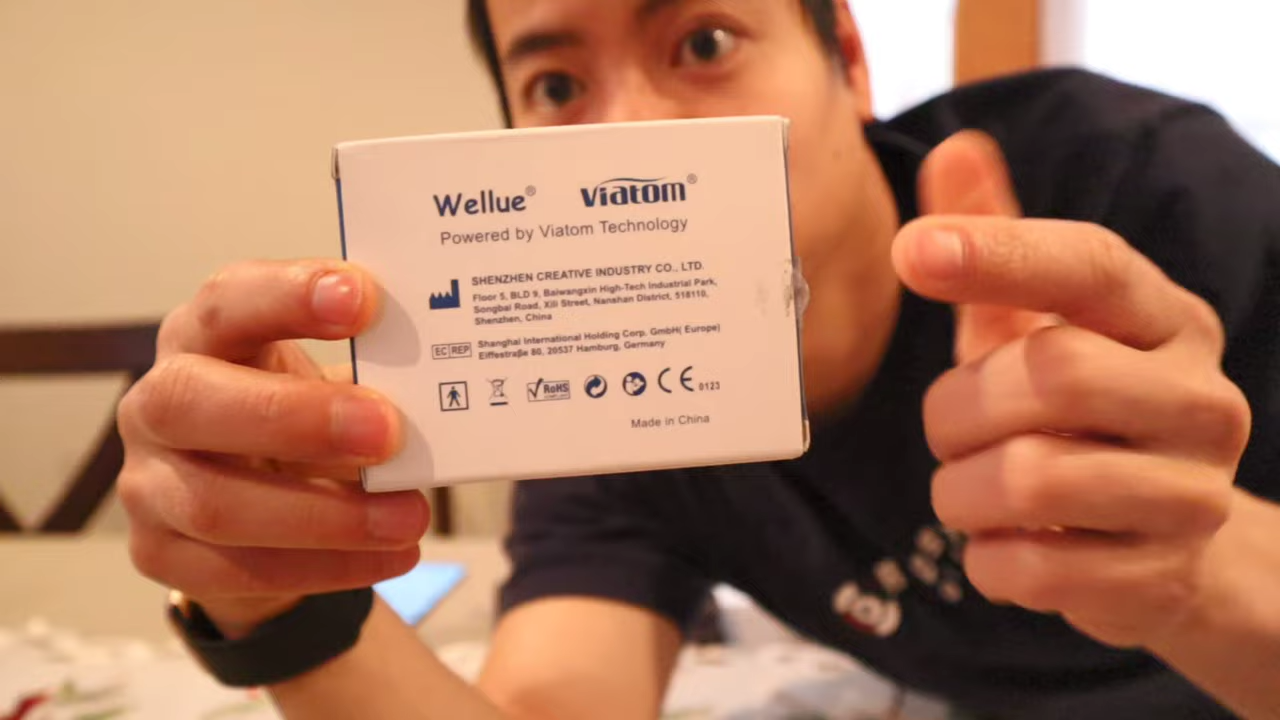 Wellue® Viatom®
Powered by Viatom Technology
SHENZHEN CREATIVE INDUSTRY CO., LTD.
Floor 5, BLD 9, Baiwangxin High-Tech Industrial Park,
Songbai Road, Xili Street, Nanshan District, 518110,
Shenzhen, China
EC REP
Shanghai International Holding Corp. GmbH( Europe)
Eiffestraße 80, 20537 Hamburg, Germany
RoHS
CE 0123
Made in China